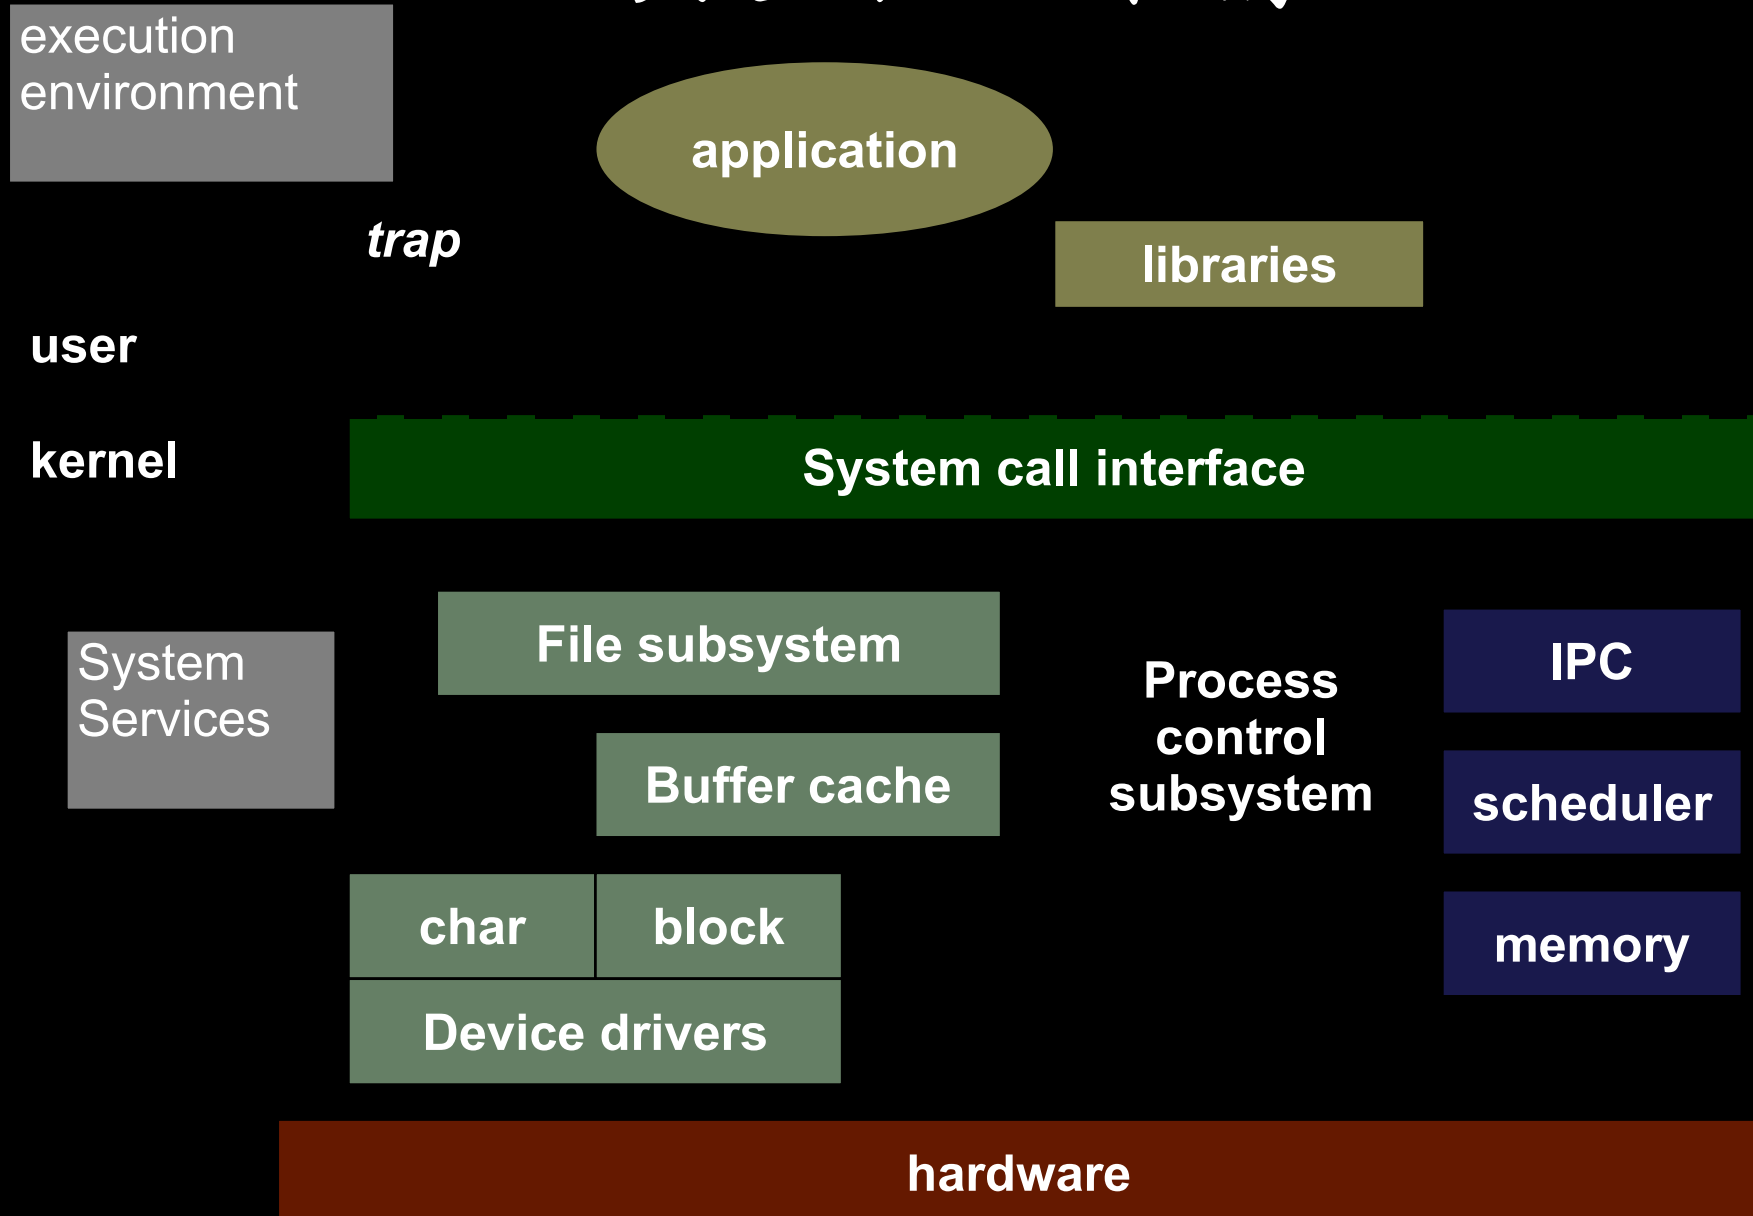 execution
environment
application
trap
libraries
user
kernel
System call interface
File subsystem
IPC
System
Services
Process
control
subsystem
Buffer cache
scheduler
char
block
memory
Device drivers
hardware